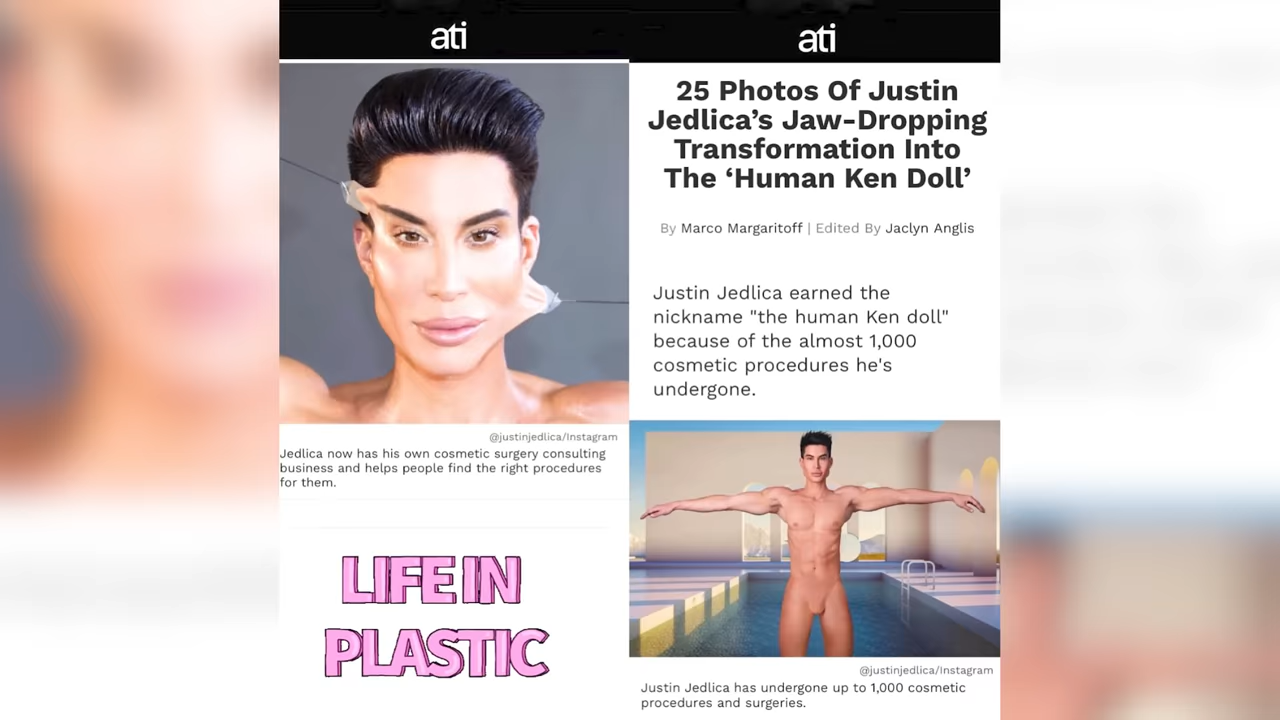 ati
@justinjedlica/Instagram
Jedlica now has his own cosmetic surgery consulting
business and helps people find the right procedures
for them.
LIFE IN
PLASTIC
ati
25 Photos Of Justin
Jedlica’s Jaw-Dropping
Transformation Into
The ‘Human Ken Doll’
By Marco Margaritoff | Edited By Jaclyn Anglis
Justin Jedlica earned the
nickname "the human Ken doll"
because of the almost 1,000
cosmetic procedures he's
undergone.
@justinjedlica/Instagram
Justin Jedlica has undergone up to 1,000 cosmetic
procedures and surgeries.